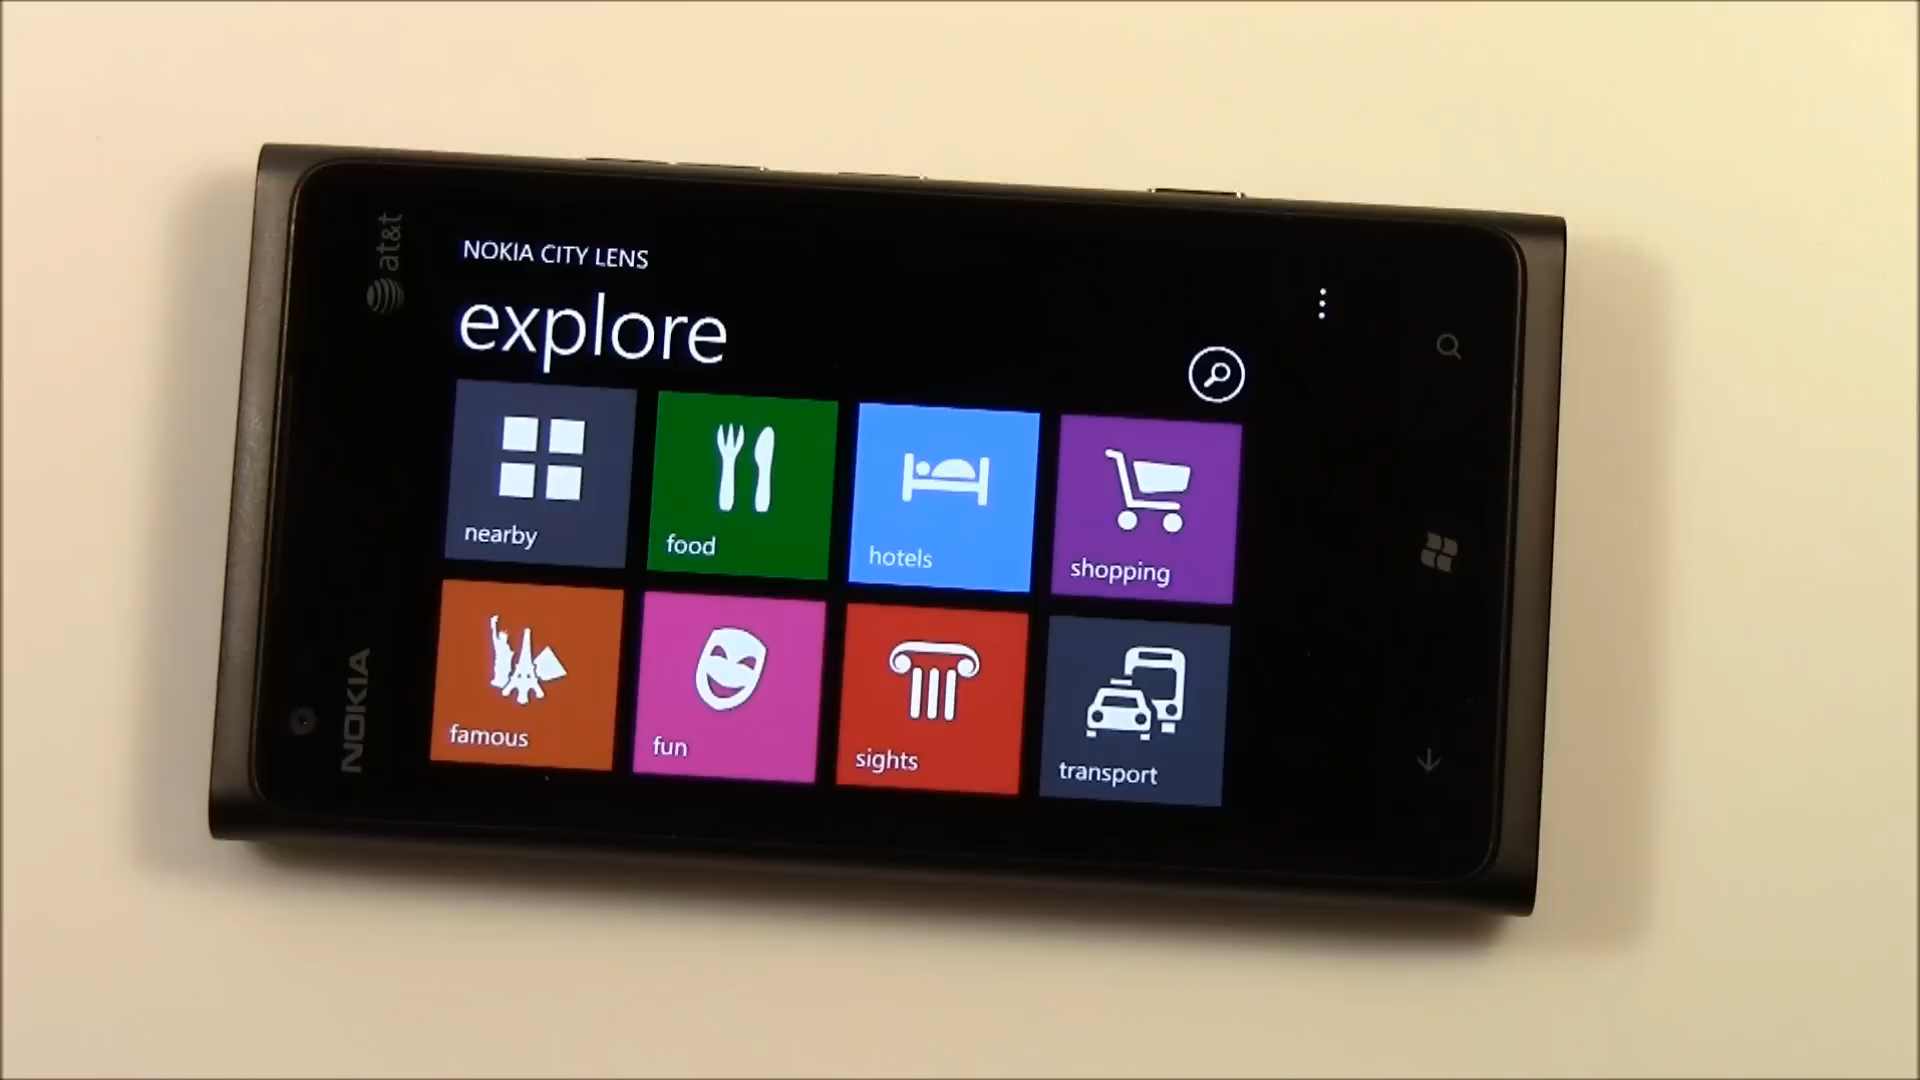 at&t
NOKIA
NOKIA CITY LENS
explore
nearby
food
hotels
shopping
famous
fun
sights
transport